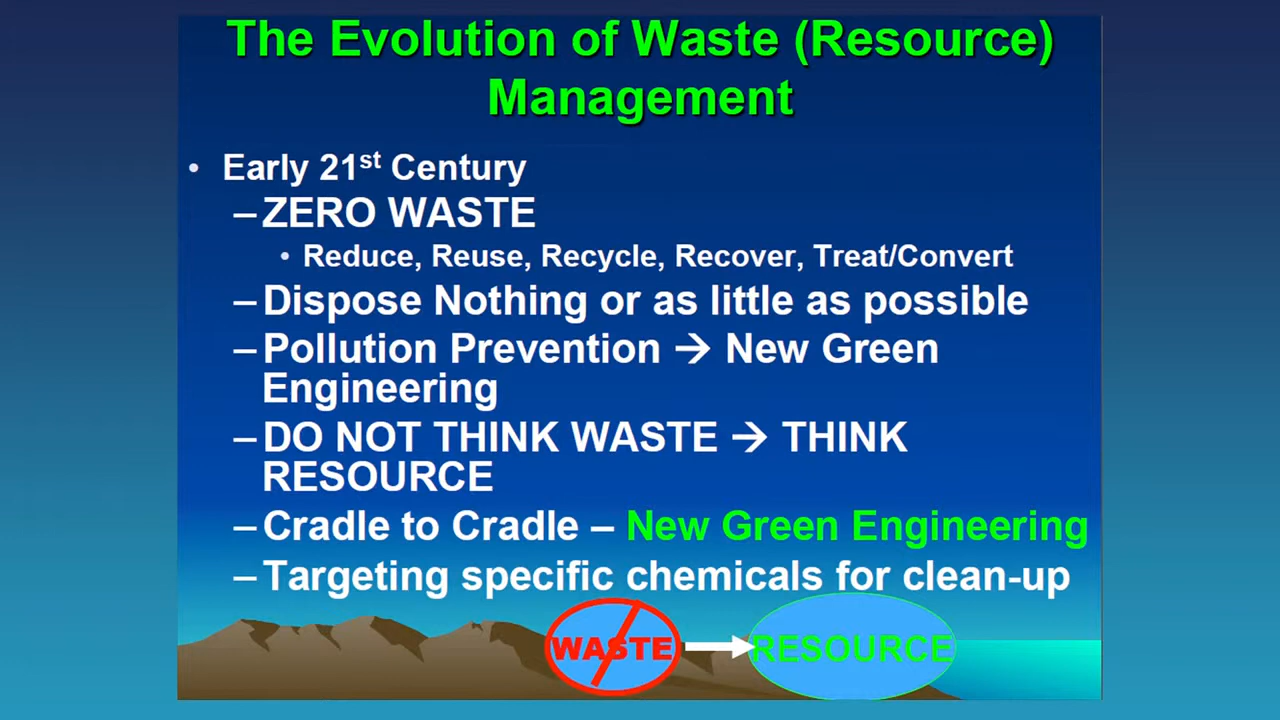 The Evolution of Waste (Resource)
Management
• Early 21st Century
–ZERO WASTE
• Reduce, Reuse, Recycle, Recover, Treat/Convert
–Dispose Nothing or as little as possible
–Pollution Prevention → New Green
Engineering
–DO NOT THINK WASTE → THINK
RESOURCE
–Cradle to Cradle – New Green Engineering
–Targeting specific chemicals for clean-up
WASTE RESOURCE